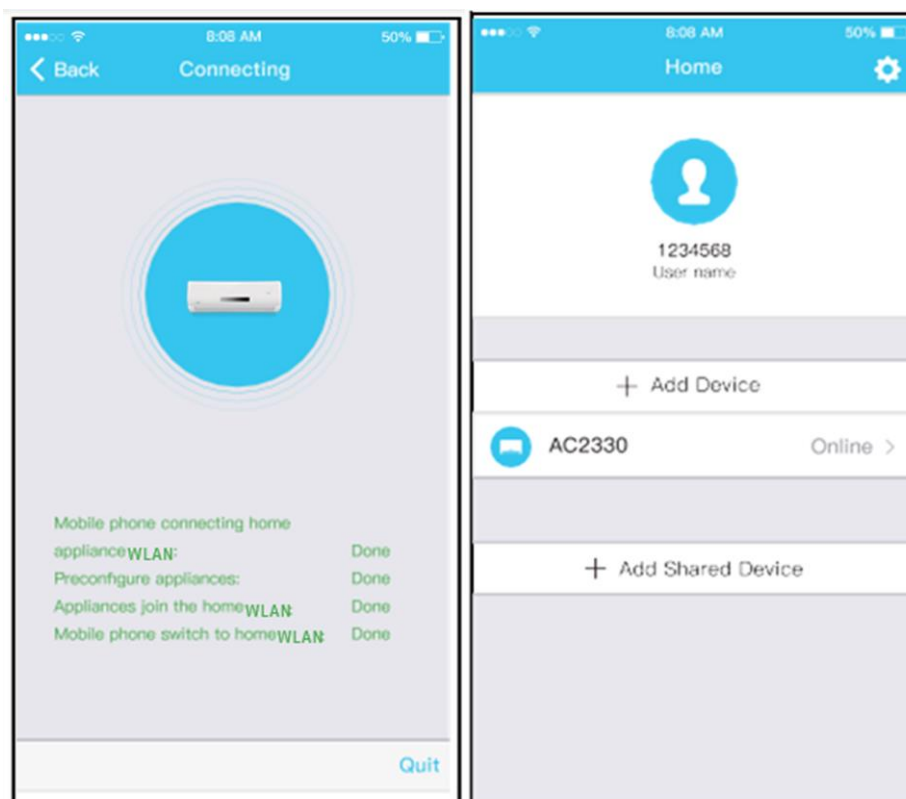 8:08 AM
50%
Back
Connecting
Mobile phone connecting home
applianceWLAN: Done
Preconfigure appliances: Done
Appliances join the homeWLAN: Done
Mobile phone switch to homeWLAN: Done
Quit
8:08 AM
50%
Home
1234568
User name
+ Add Device
AC2330
Online >
+ Add Shared Device